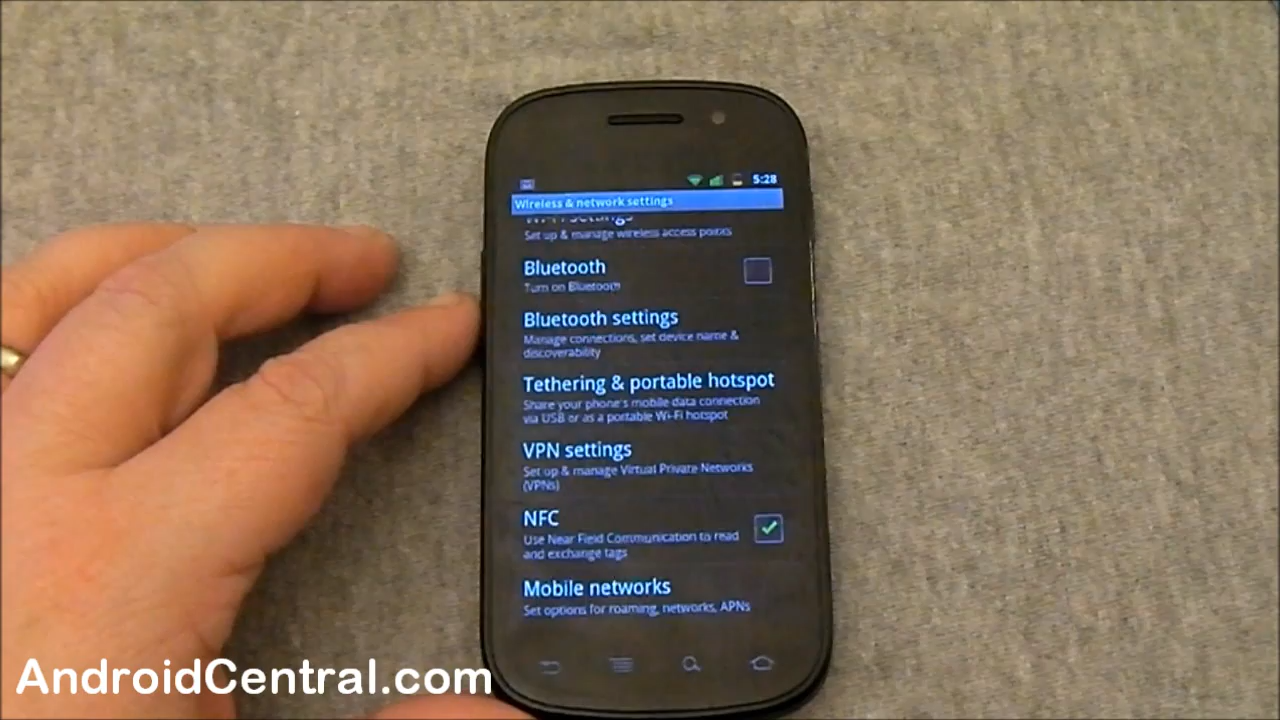 5:28
Wireless & network settings
Wi-Fi settings
Set up & manage wireless access points
Bluetooth
Turn on Bluetooth
Bluetooth settings
Manage connections, set device name &
discoverability
Tethering & portable hotspot
Share your phone's mobile data connection
via USB or as a portable Wi-Fi hotspot
VPN settings
Set up & manage Virtual Private Networks
(VPNs)
NFC
Use Near Field Communication to read
and exchange tags
Mobile networks
Set options for roaming, networks, APNs
AndroidCentral.com